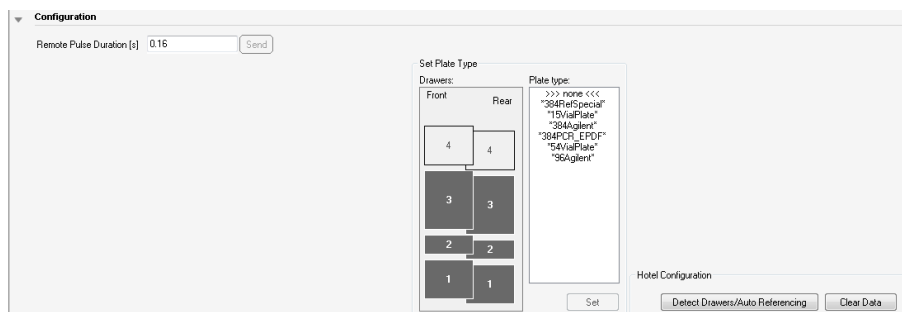 Configuration
Remote Pulse Duration [s] 0.16 Send
Set Plate Type
Drawers: Plate type:
Front Rear
>>> none <<<
"384RefSpecial"
"15VialPlate"
"384Agilent"
"384PCR_EPDF"
"54VialPlate"
"96Agilent"
4 4
3 3
2 2
1 1
Set
Hotel Configuration
Detect Drawers/Auto Referencing Clear Data